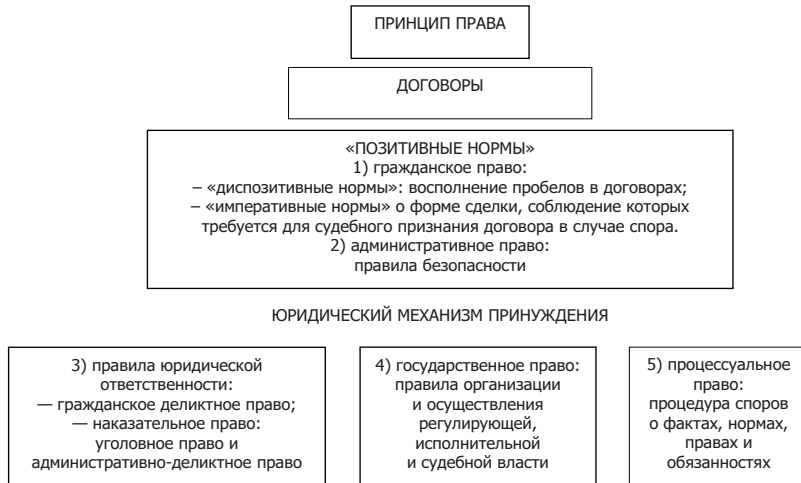 ПРИНЦИП ПРАВА
ДОГОВОРЫ
«ПОЗИТИВНЫЕ НОРМЫ»
1) гражданское право:
– «диспозитивные нормы»: восполнение пробелов в договорах;
– «императивные нормы» о форме сделки, соблюдение которых
требуется для судебного признания договора в случае спора.
2) административное право:
правила безопасности
ЮРИДИЧЕСКИЙ МЕХАНИЗМ ПРИНУЖДЕНИЯ
3) правила юридической
ответственности:
— гражданское деликтное право;
— наказательное право:
уголовное право и
административно-деликтное право
4) государственное право:
правила организации
и осуществления
регулирующей,
исполнительной
и судебной власти
5) процессуальное
право:
процедура споров
о фактах, нормах,
правах и
обязанностях